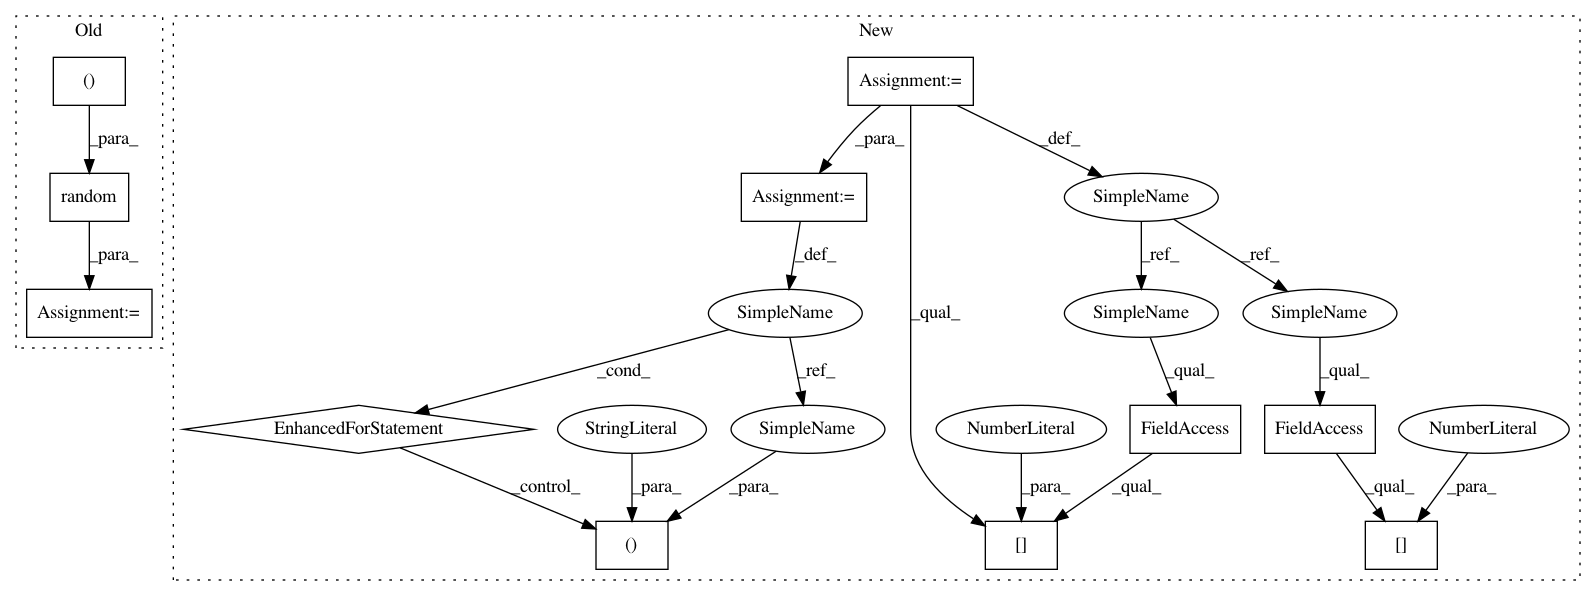 Old
New
()
Assignment:=
_para_
_para_
_def_
random
Assignment:=
SimpleName
_para_
_def_
_ref_
_ref_
Assignment:=
SimpleName
_qual_
SimpleName
SimpleName
_cond_
_ref_
_qual_
_qual_
EnhancedForStatement
StringLiteral
SimpleName
NumberLiteral
FieldAccess
FieldAccess
NumberLiteral
_control_
_para_
_para_
_para_
_qual_
_qual_
_para_
()
[]
[]